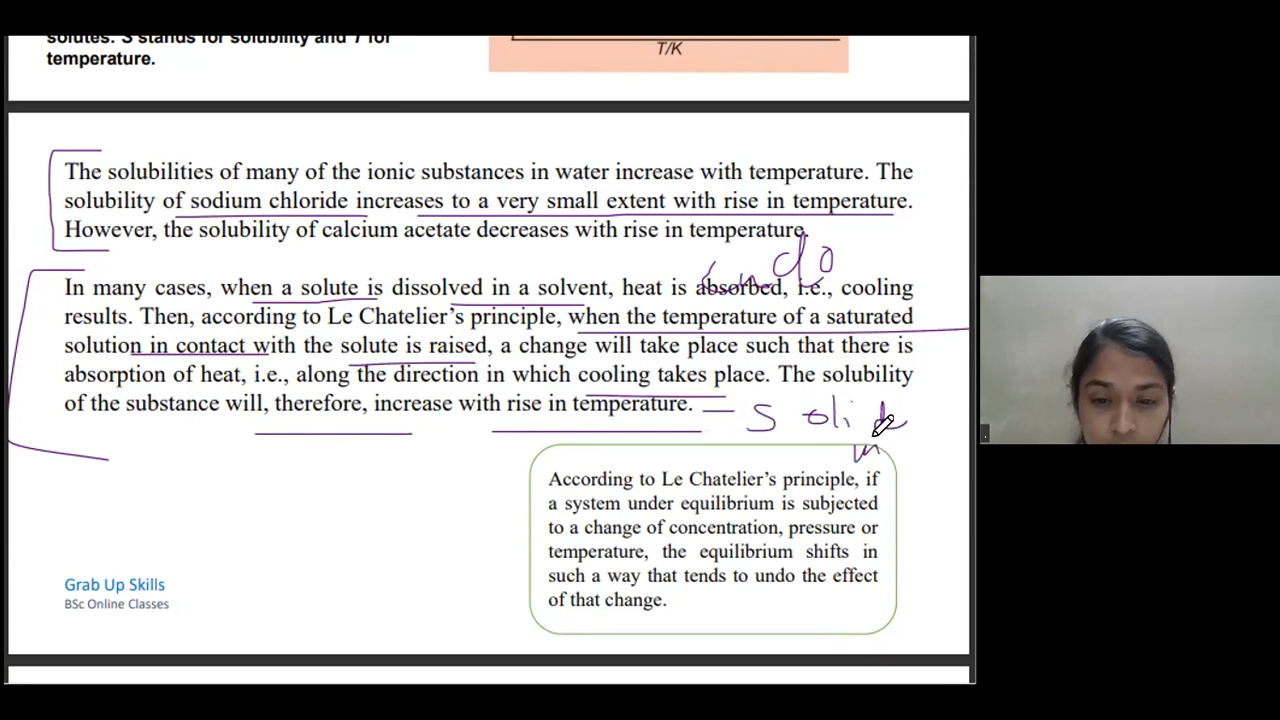 solutes. S stands for solubility and T for
temperature.
T/K
The solubilities of many of the ionic substances in water increase with temperature. The
solubility of sodium chloride increases to a very small extent with rise in temperature.
However, the solubility of calcium acetate decreases with rise in temperature.
endo
In many cases, when a solute is dissolved in a solvent, heat is absorbed, i.e., cooling
results. Then, according to Le Chatelier's principle, when the temperature of a saturated
solution in contact with the solute is raised, a change will take place such that there is
absorption of heat, i.e., along the direction in which cooling takes place. The solubility
of the substance will, therefore, increase with rise in temperature.
According to Le Chatelier's principle, if
a system under equilibrium is subjected
to a change of concentration, pressure or
temperature, the equilibrium shifts in
such a way that tends to undo the effect
of that change.
Grab Up Skills
BSc Online Classes